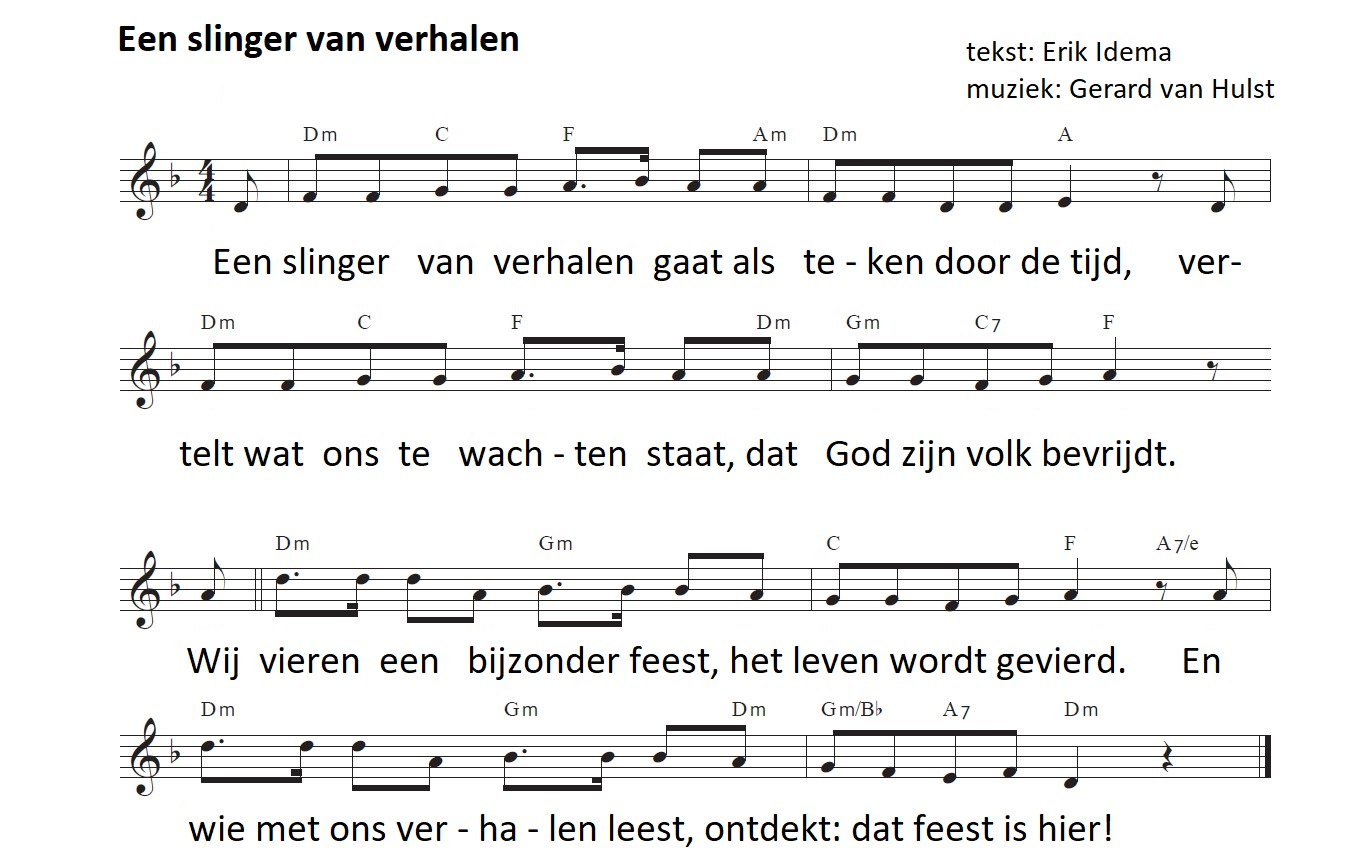 Een slinger van verhalen
tekst: Erik Idema
muziek: Gerard van Hulst
Dm C F Am Dm A
4
4
Een slinger van verhalen gaat als te - ken door de tijd, ver-
Dm C F Dm Gm C7 F
telt wat ons te wach - ten staat, dat God zijn volk bevrijdt.
Dm Gm C F A7/e
Wij vieren een bijzonder feest, het leven wordt gevierd. En
Dm Gm Dm Gm/B♭ A7 Dm
wie met ons ver - ha - len leest, ontdekt: dat feest is hier!